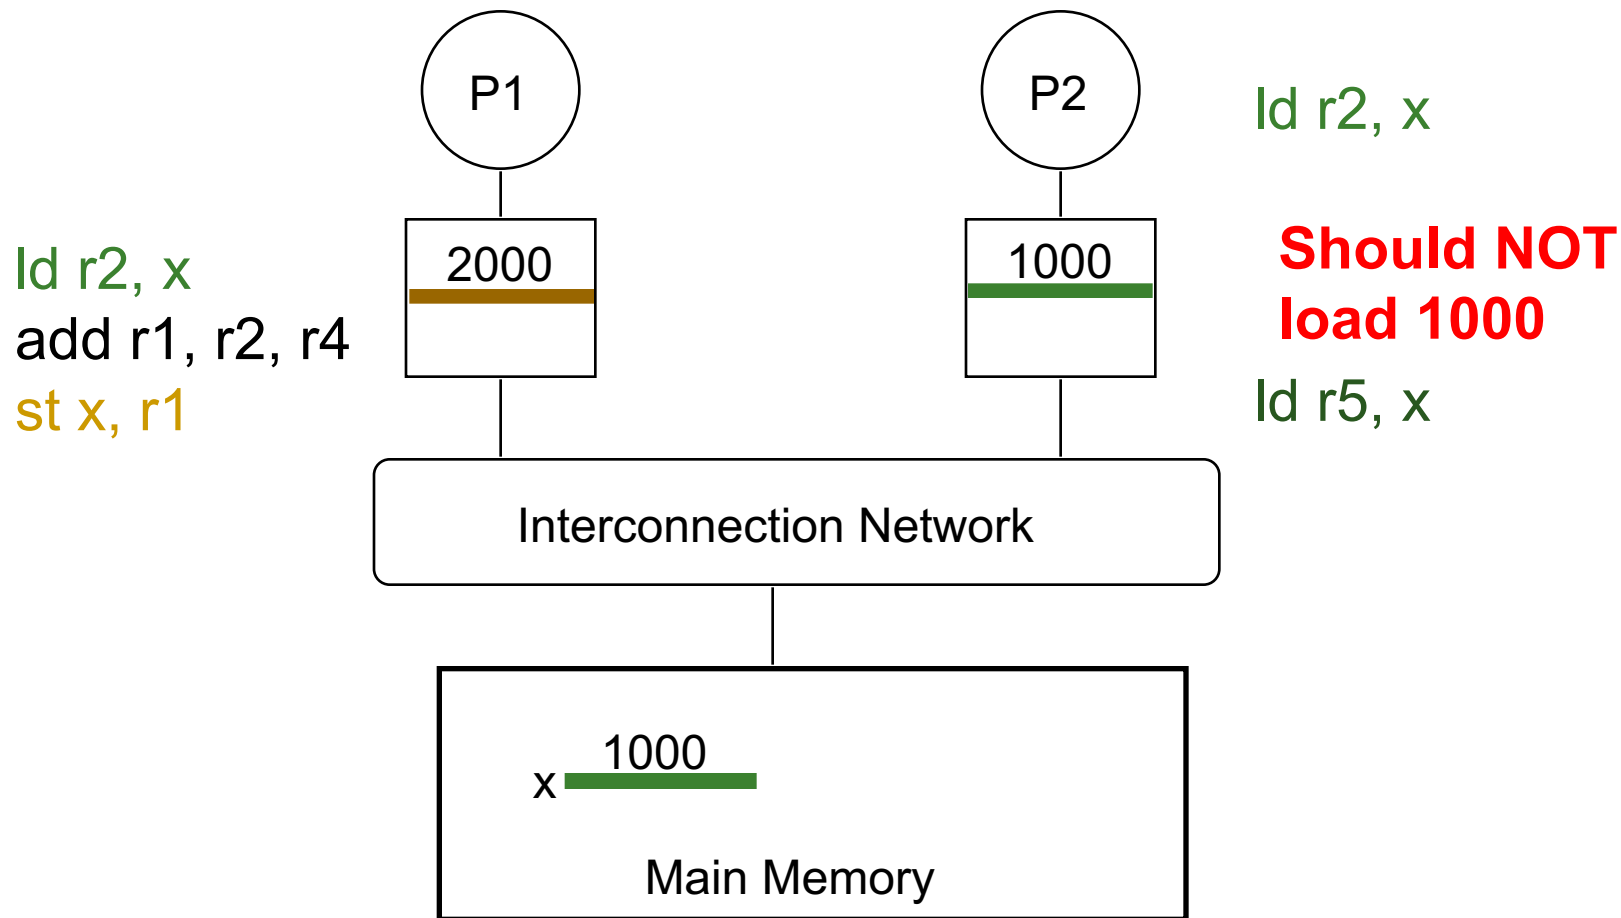 P1
P2
ld r2, x
Should NOT
load 1000
ld r5, x
2000
1000
ld r2, x
add r1, r2, r4
st x, r1
Interconnection Network
1000
x
Main Memory